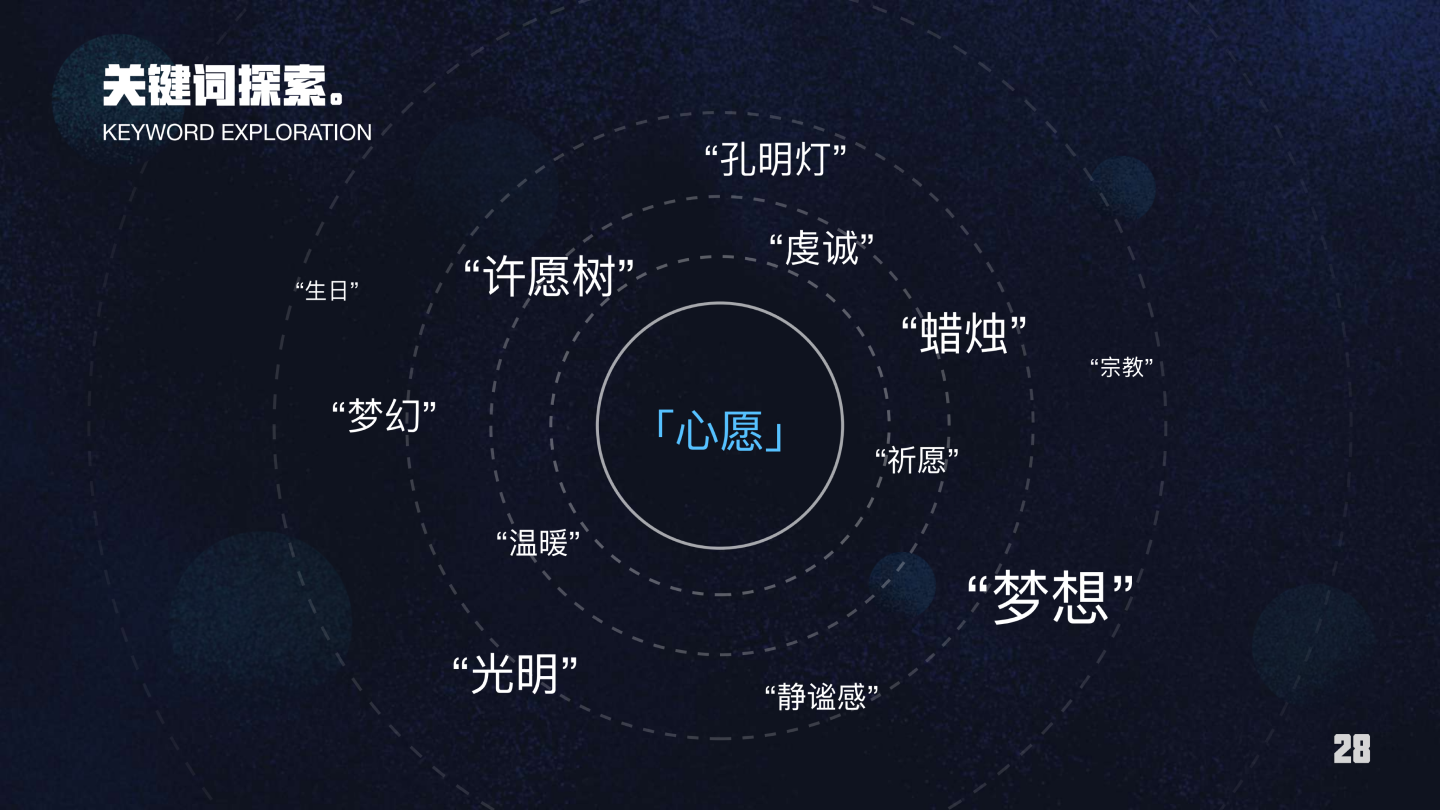 关键词探索。
KEYWORD EXPLORATION
“孔明灯”
“虔诚”
“许愿树”
“生日”
“蜡烛”
“宗教”
“梦幻”
「心愿」
“祈愿”
“温暖”
“梦想”
“光明”
“静谧感”
28